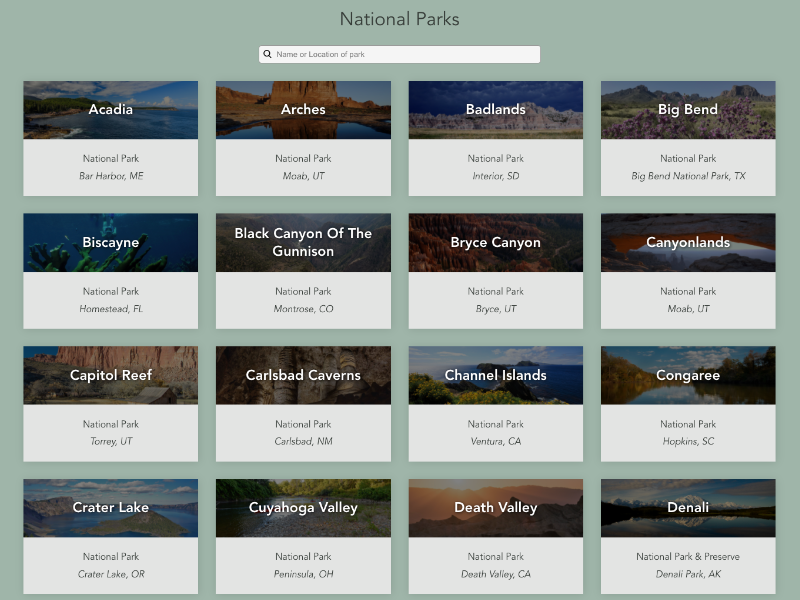 National Parks
Name or Location of park
Acadia
National Park
Bar Harbor, ME
Arches
National Park
Moab, UT
Badlands
National Park
Interior, SD
Big Bend
National Park
Big Bend National Park, TX
Biscayne
National Park
Homestead, FL
Black Canyon Of The
Gunnison
National Park
Montrose, CO
Bryce Canyon
National Park
Bryce, UT
Canyonlands
National Park
Moab, UT
Capitol Reef
National Park
Torrey, UT
Carlsbad Caverns
National Park
Carlsbad, NM
Channel Islands
National Park
Ventura, CA
Congaree
National Park
Hopkins, SC
Crater Lake
National Park
Crater Lake, OR
Cuyahoga Valley
National Park
Peninsula, OH
Death Valley
National Park
Death Valley, CA
Denali
National Park & Preserve
Denali Park, AK